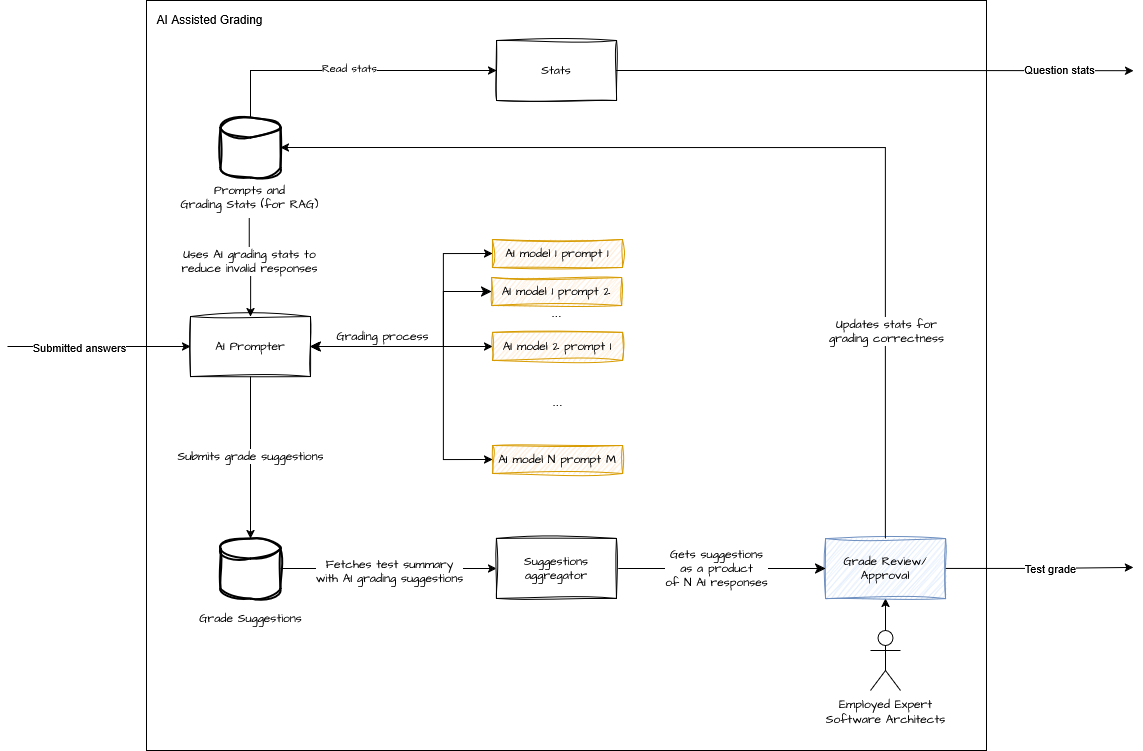 AI Assisted Grading
Read stats
Stats
Question stats
Prompts and
Grading Stats (for RAG)
Uses AI grading stats to
reduce invalid responses
AI model 1 prompt 1
AI model 1 prompt 2
...
Submitted answers
AI Prompter
Grading process
AI model 2 prompt 1
Updates stats for
grading correctness
...
Submits grade suggestions
AI model N prompt M
Fetches test summary
with AI grading suggestions
Suggestions
aggregator
Gets suggestions
as a product
of N AI responses
Grade Review/
Approval
Test grade
Grade Suggestions
Employed Expert
Software Architects